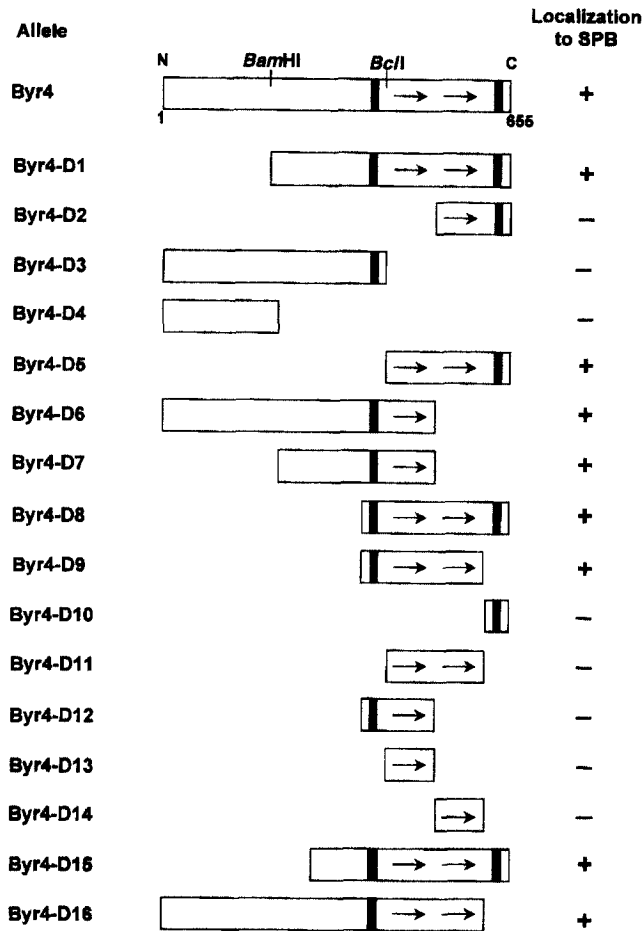 Allele
Localization
to SPB
N BamHI BclI C
Byr4 +
1 655
Byr4-D1 +
Byr4-D2 −
Byr4-D3 −
Byr4-D4 −
Byr4-D5 +
Byr4-D6 +
Byr4-D7 +
Byr4-D8 +
Byr4-D9 +
Byr4-D10 −
Byr4-D11 −
Byr4-D12 −
Byr4-D13 −
Byr4-D14 −
Byr4-D15 +
Byr4-D16 +